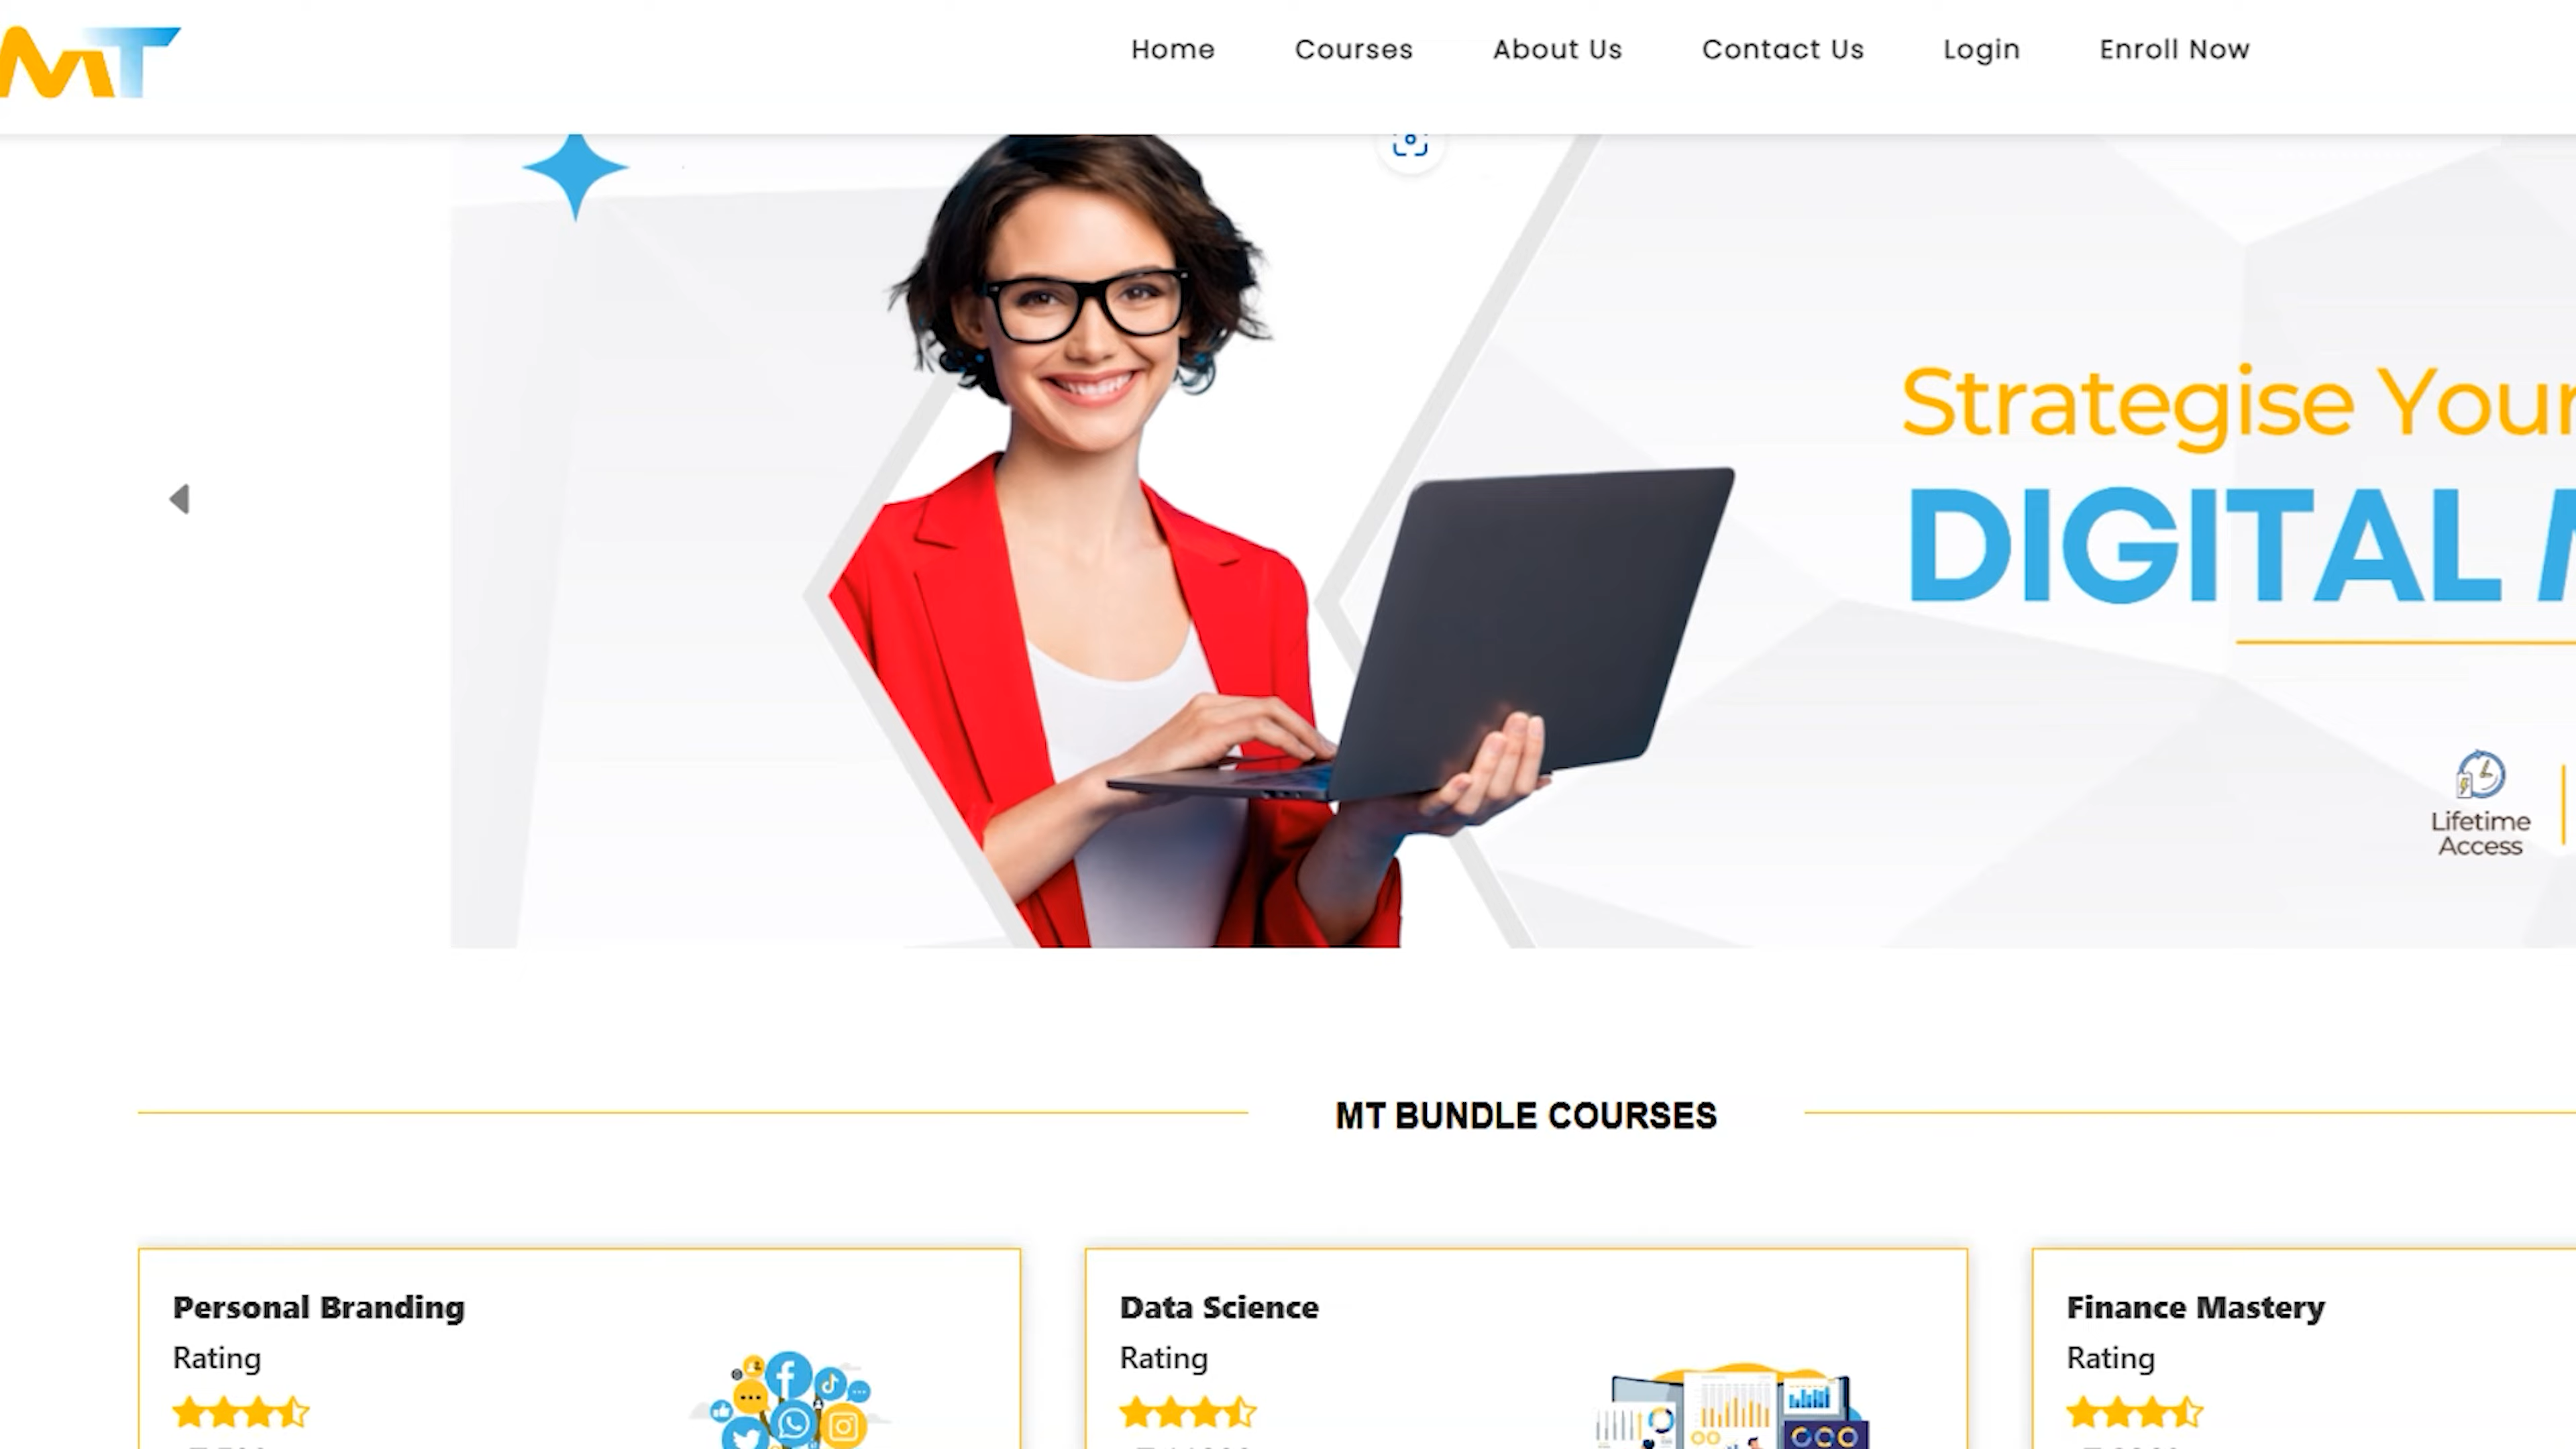 MT
Home Courses About Us Contact Us Login Enroll Now
Strategise Your
DIGITAL
Lifetime
Access
MT BUNDLE COURSES
Personal Branding
Rating
Data Science
Rating
Finance Mastery
Rating